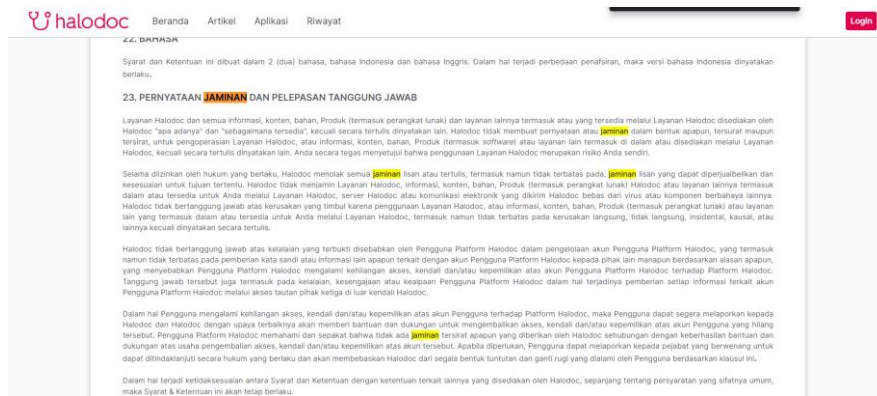 halodoc Beranda Artikel Aplikasi Riwayat Login
22. BAHASA
Syarat dan Ketentuan ini dibuat dalam 2 (dua) bahasa, bahasa Indonesia dan bahasa Inggris. Dalam hal terjadi perbedaan penafsiran, maka versi bahasa Indonesia dinyatakan
berlaku.
23. PERNYATAAN JAMINAN DAN PELEPASAN TANGGUNG JAWAB
Layanan Halodoc dan semua informasi, konten, bahan, Produk (termasuk perangkat lunak) dan layanan lainnya termasuk atau yang tersedia melalui Layanan Halodoc disediakan oleh
Halodoc "apa adanya" dan "sebagaimana tersedia", kecuali secara tertulis dinyatakan lain. Halodoc tidak membuat pernyataan atau jaminan dalam bentuk apapun, tersurat maupun
tersirat, untuk pengoperasian Layanan Halodoc, atau informasi, konten, bahan, Produk (termasuk software) atau layanan lain termasuk di dalam atau disediakan melalui Layanan
Halodoc, kecuali secara tertulis dinyatakan lain. Anda secara tegas menyetujui bahwa penggunaan Layanan Halodoc merupakan risiko Anda sendiri.
Selama diizinkan oleh hukum yang berlaku, Halodoc menolak semua jaminan lisan atau tertulis, termasuk namun tidak terbatas pada, jaminan lisan yang dapat diperjualbelikan dan
kesesuaian untuk tujuan tertentu. Halodoc tidak menjamin Layanan Halodoc, informasi, konten, bahan, Produk (termasuk perangkat lunak) Halodoc atau layanan lainnya termasuk
dalam atau tersedia untuk Anda melalui Layanan Halodoc, server Halodoc atau komunikasi elektronik yang dikirim Halodoc bebas dari virus atau komponen berbahaya lainnya.
Halodoc tidak bertanggung jawab atas kerusakan yang timbul karena penggunaan Layanan Halodoc, atau informasi, konten, bahan, Produk (termasuk perangkat lunak) atau layanan
lain yang termasuk dalam atau tersedia untuk Anda melalui Layanan Halodoc, termasuk namun tidak terbatas pada kerusakan langsung, tidak langsung, insidental, kausal, atau
lainnya kecuali dinyatakan secara tertulis.
Halodoc tidak bertanggung jawab atas kelalaian yang terbukti disebabkan oleh Pengguna Platform Halodoc dalam pengelolaan akun Pengguna Platform Halodoc, yang termasuk
namun tidak terbatas pada pemberian kata sandi atau informasi lain apapun terkait dengan akun Pengguna Platform Halodoc kepada pihak lain manapun berdasarkan alasan apapun,
yang menyebabkan Pengguna Platform Halodoc mengalami kehilangan akses, kendali dan/atau kepemilikan atas akun Pengguna Platform Halodoc terhadap Platform Halodoc.
Tanggung jawab tersebut juga termasuk pada kelalaian, kesengajaan atau kealpaan Pengguna Platform Halodoc dalam hal terjadinya pemberian setiap informasi terkait akun
Pengguna Platform Halodoc melalui akses tautan pihak ketiga di luar kendali Halodoc.
Dalam hal Pengguna mengalami kehilangan akses, kendali dan/atau kepemilikan atas akun Pengguna terhadap Platform Halodoc, maka Pengguna dapat segera melaporkan kepada
Halodoc dan Halodoc dengan upaya terbaiknya akan memberi bantuan dan dukungan untuk mengembalikan akses, kendali dan/atau kepemilikan atas akun Pengguna yang hilang
tersebut. Pengguna Platform Halodoc memahami dan sepakat bahwa tidak ada jaminan tersirat apapun yang diberikan oleh Halodoc sehubungan dengan keberhasilan bantuan dan
dukungan atas usaha pengembalian akses, kendali dan/atau kepemilikan atas akun tersebut. Apabila diperlukan, Pengguna dapat melaporkan kepada pejabat yang berwenang untuk
dapat ditindaklanjuti secara hukum yang berlaku dan akan membebaskan Halodoc dari segala bentuk tuntutan dan ganti rugi yang dialami oleh Pengguna berdasarkan klausul ini.
Dalam hal terjadi ketidaksesuaian antara Syarat dan Ketentuan dengan ketentuan terkait lainnya yang disediakan oleh Halodoc, sepanjang tentang persyaratan yang sifatnya umum,
maka Syarat & Ketentuan ini akan tetap berlaku.